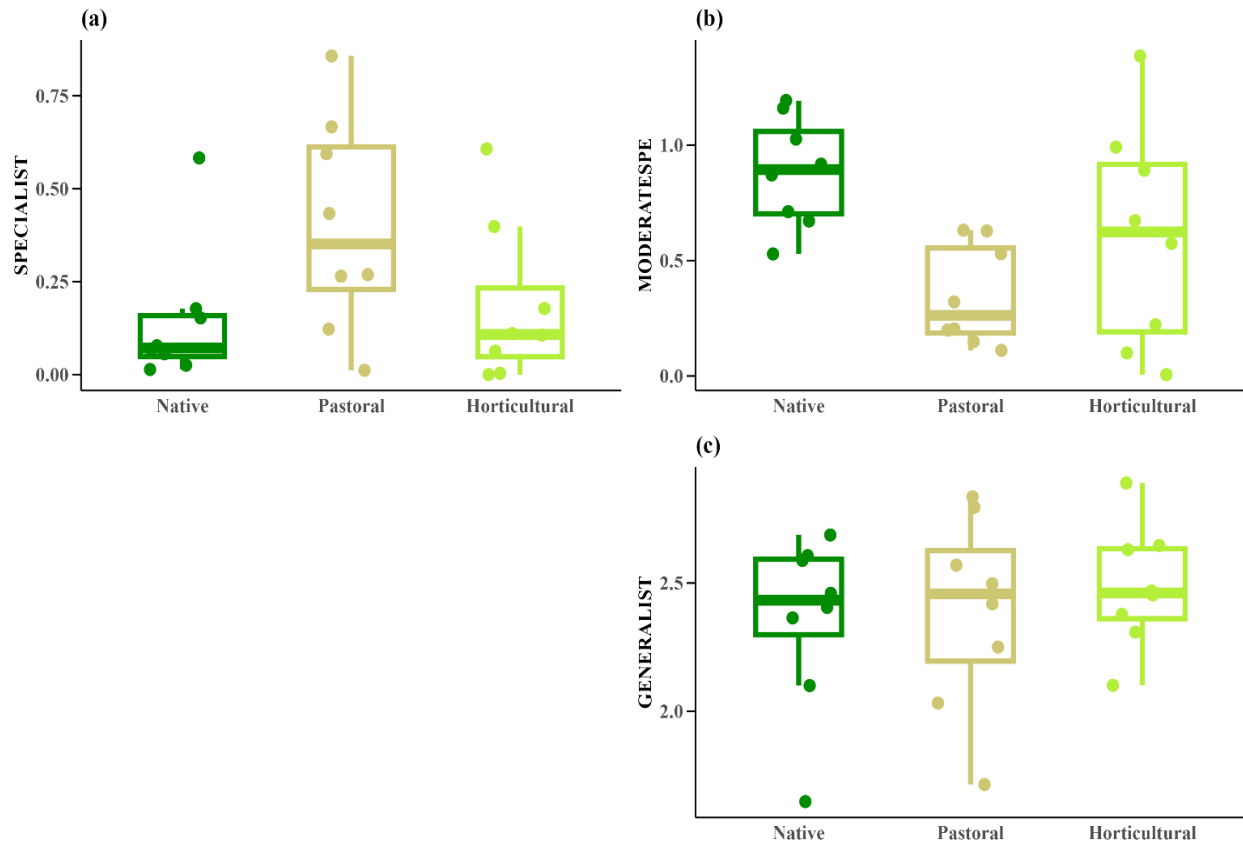 (a)
SPECIALIST
0.75
0.50
0.25
0.00
Native Pastoral Horticultural
(b)
MODERATESPE
1.0
0.5
0.0
Native Pastoral Horticultural
(c)
GENERALIST
2.5
2.0
Native Pastoral Horticultural